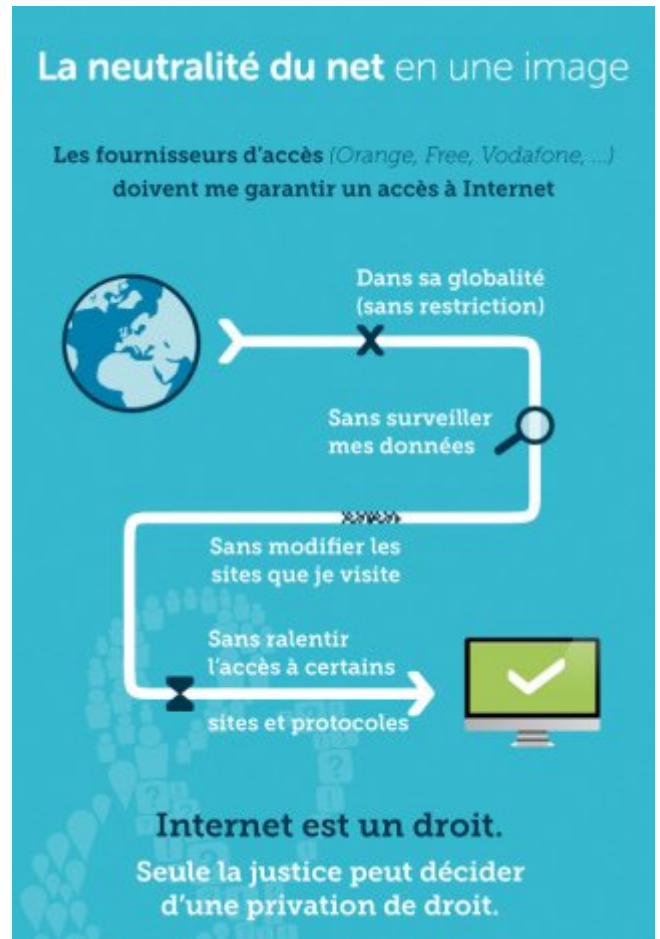 La neutralité du net en une image
Les fournisseurs d'accès (Orange, Free, Vodafone, ...)
doivent me garantir un accès à Internet
Dans sa globalité
(sans restriction)
Sans surveiller
mes données
Sans modifier les
sites que je visite
Sans ralentir
l'accès à certains
sites et protocoles
Internet est un droit.
Seule la justice peut décider
d'une privation de droit.